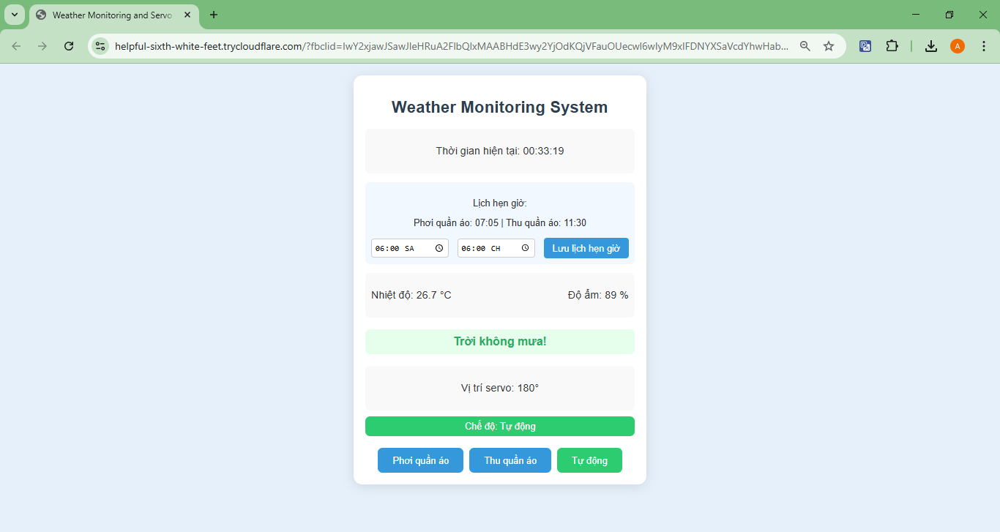 Weather Monitoring and Servo
helpful-sixth-white-feet.trycloudflare.com/?fbclid=IwY2xjawJSawJleHRuA2FlbQIxMAABHdE3wy2YjOdKQjVFauOUecwl6wlyM9xlFDNYXSaVcdYhwHab...
A
Weather Monitoring System
Thời gian hiện tại: 00:33:19
Lịch hẹn giờ:
Phơi quần áo: 07:05 | Thu quần áo: 11:30
06:00 SA 06:00 CH Lưu lịch hẹn giờ
Nhiệt độ: 26.7 °C Độ ẩm: 89 %
Trời không mưa!
Vị trí servo: 180°
Chế độ: Tự động
Phơi quần áo Thu quần áo Tự động